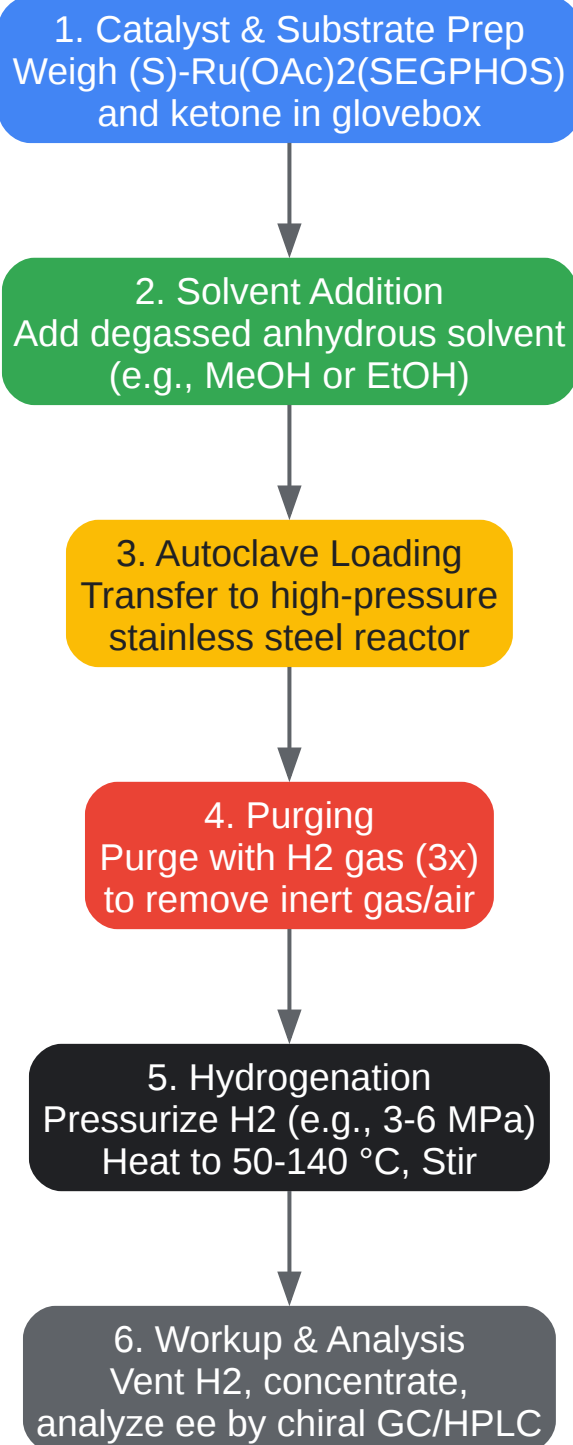 1. Catalyst & Substrate Prep
Weigh (S)-Ru(OAc)2(SEGPHOS)
and ketone in glovebox
2. Solvent Addition
Add degassed anhydrous solvent
(e.g., MeOH or EtOH)
3. Autoclave Loading
Transfer to high-pressure
stainless steel reactor
4. Purging
Purge with H2 gas (3x)
to remove inert gas/air
5. Hydrogenation
Pressurize H2 (e.g., 3-6 MPa)
Heat to 50-140 °C, Stir
6. Workup & Analysis
Vent H2, concentrate,
analyze ee by chiral GC/HPLC